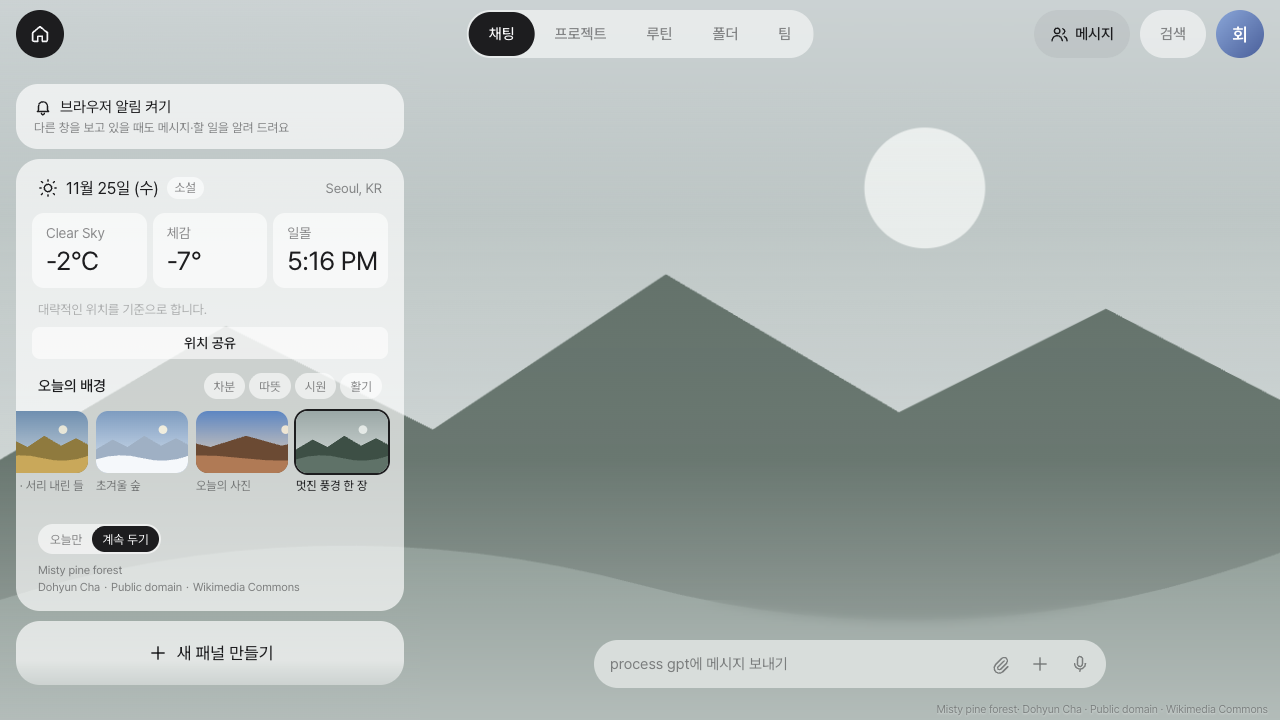 채팅
프로젝트
루틴
폴더
팀
메시지
검색
회
브라우저 알림 켜기
다른 창을 보고 있을 때도 메시지·할 일을 알려 드려요
11월 25일 (수)
소설
Seoul, KR
Clear Sky
-2°C
체감
-7°
일몰
5:16 PM
대략적인 위치를 기준으로 합니다.
위치 공유
오늘의 배경
차분
따뜻
시원
활기
· 서리 내린 들
초겨울 숲
오늘의 사진
멋진 풍경 한 장
오늘만
계속 두기
Misty pine forest
Dohyun Cha · Public domain · Wikimedia Commons
새 패널 만들기
process gpt에 메시지 보내기
Misty pine forest· Dohyun Cha · Public domain · Wikimedia Commons